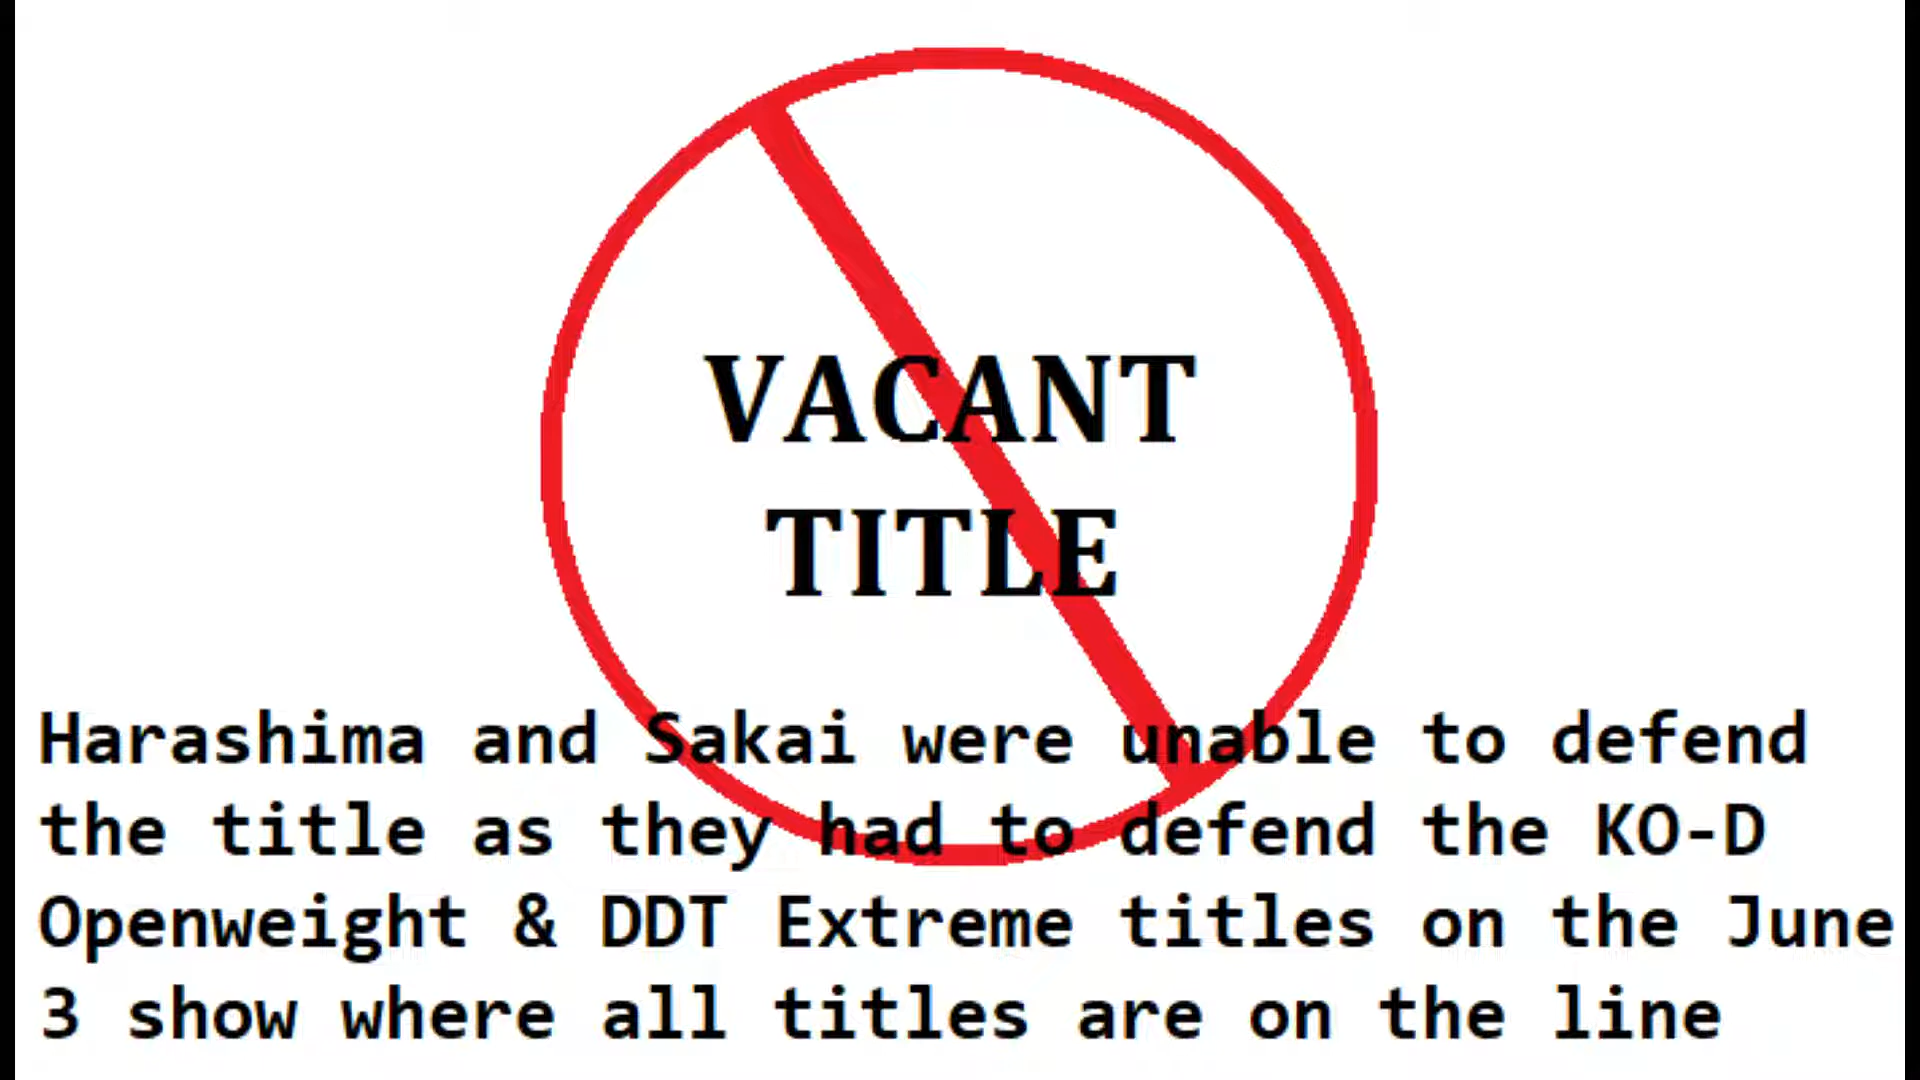 VACANT
TITLE
Harashima and Sakai were unable to defend
the title as they had to defend the KO-D
Openweight & DDT Extreme titles on the June
3 show where all titles are on the line